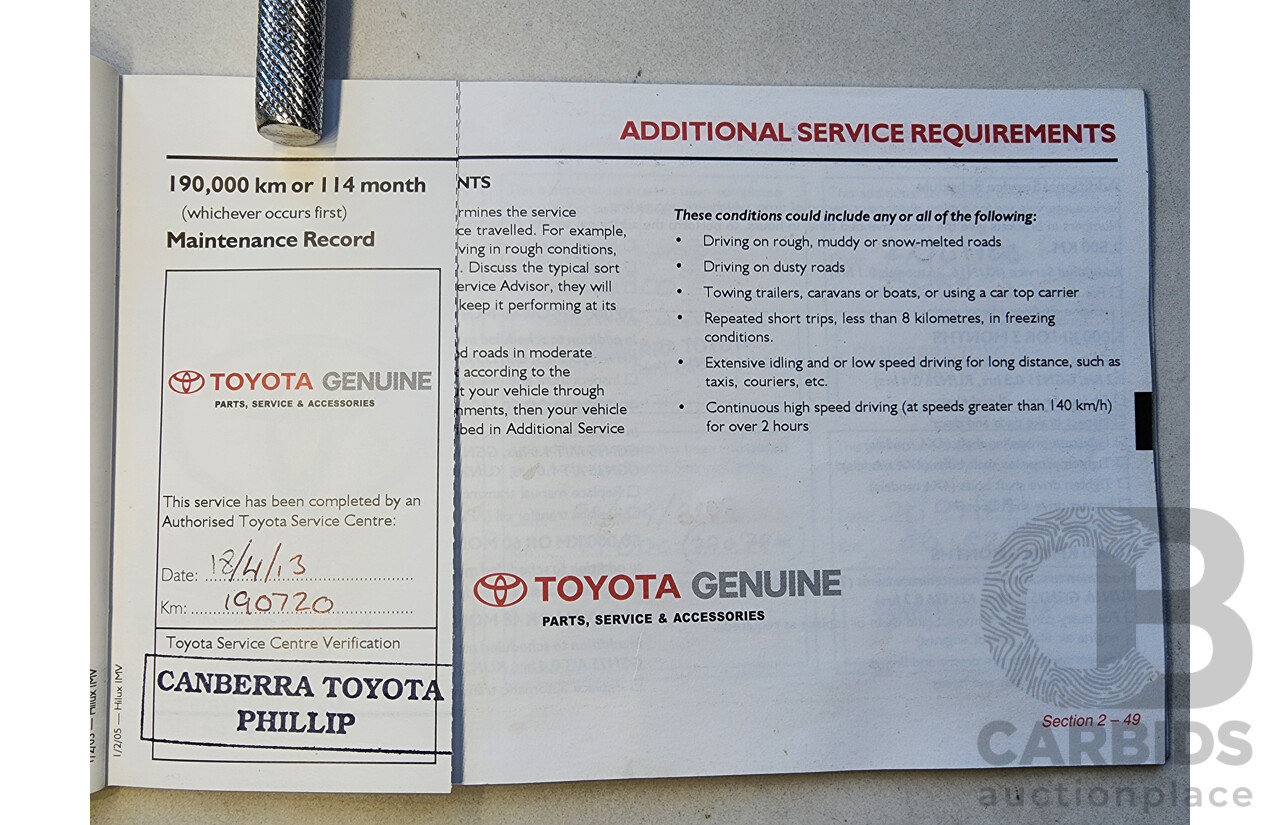 ADDITIONAL SERVICE REQUIREMENTS
190,000 km or 114 month
(whichever occurs first)
Maintenance Record
TOYOTA GENUINE
PARTS, SERVICE & ACCESSORIES
This service has been completed by an
Authorised Toyota Service Centre:
Date: 18/4/13
Km: 190720
Toyota Service Centre Verification
CANBERRA TOYOTA
PHILLIP
1/2/05 — Hilux IMV
NTS
rmines the service
ce travelled. For example,
ving in rough conditions,
. Discuss the typical sort
ervice Advisor, they will
keep it performing at its
d roads in moderate
according to the
t your vehicle through
nments, then your vehicle
bed in Additional Service
These conditions could include any or all of the following:
• Driving on rough, muddy or snow-melted roads
• Driving on dusty roads
• Towing trailers, caravans or boats, or using a car top carrier
• Repeated short trips, less than 8 kilometres, in freezing
conditions.
• Extensive idling and or low speed driving for long distance, such as
taxis, couriers, etc.
• Continuous high speed driving (at speeds greater than 140 km/h)
for over 2 hours
TOYOTA GENUINE
PARTS, SERVICE & ACCESSORIES
Section 2 – 49
CB
CARBIDS
auctionplace